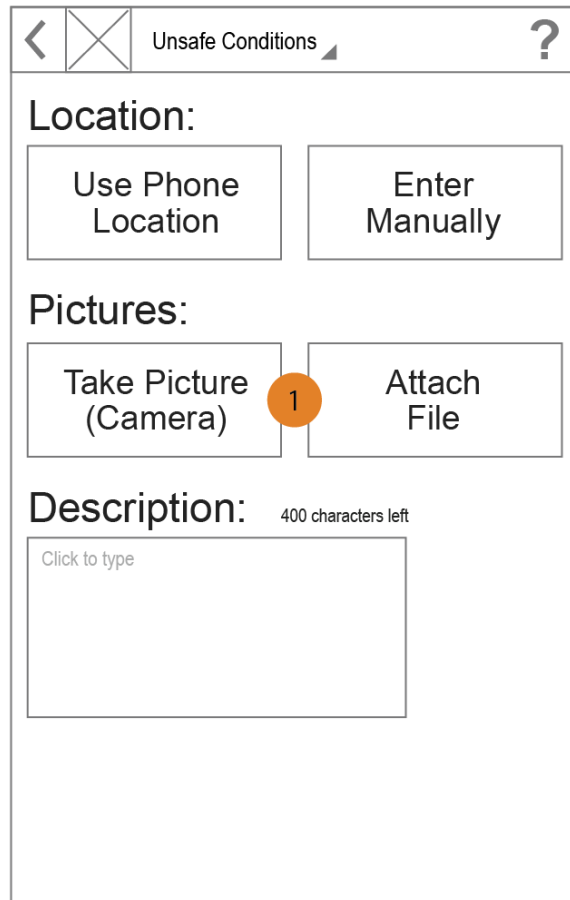 Unsafe Conditions
?
Location:
Use Phone
Location
Enter
Manually
Pictures:
Take Picture
(Camera)
1
Attach
File
Description:
400 characters left
Click to type